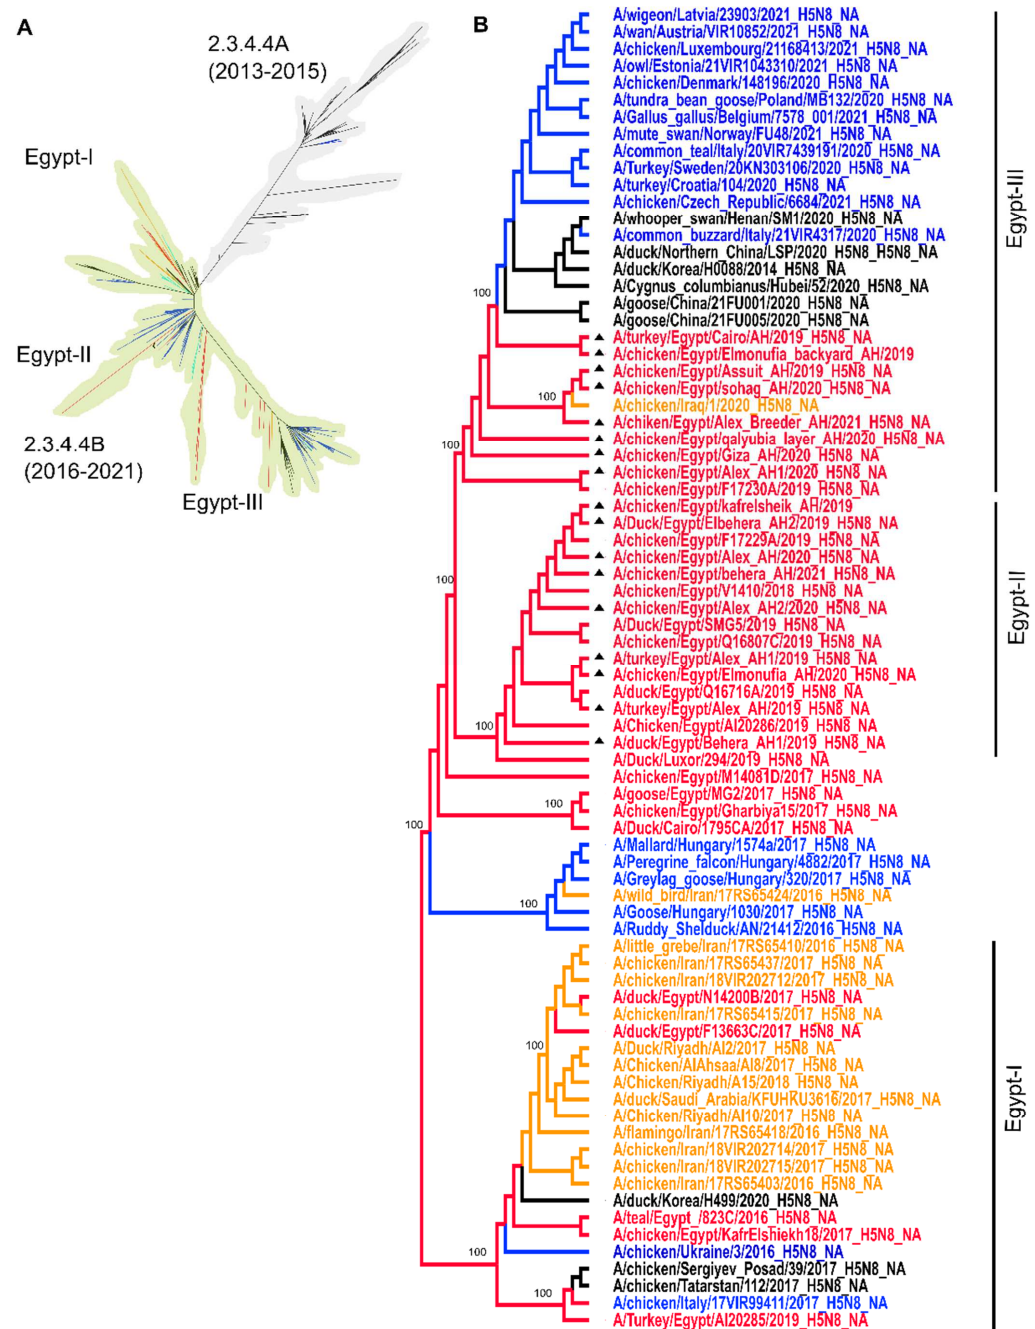 A
2.3.4.4A
(2013-2015)
Egypt-I
Egypt-II
2.3.4.4B
(2016-2021)
Egypt-III
B
A/wigeon/Latvia/23903/2021_H5N8_NA
A/wan/Austria/VIR10852/2021_H5N8_NA
A/chicken/Luxembourg/21168413/2021_H5N8_NA
A/owl/Estonia/21VIR1043310/2021_H5N8_NA
A/chicken/Denmark/148196/2020_H5N8_NA
A/tundra_bean_goose/Poland/MB132/2020_H5N8_NA
A/Gallus_gallus/Belgium/7578_001/2021_H5N8_NA
A/mute_swan/Norway/FU48/2021_H5N8_NA
A/common_teal/Italy/20VIR7439191/2020_H5N8_NA
A/Turkey/Sweden/20KN303106/2020_H5N8_NA
A/turkey/Croatia/104/2020_H5N8_NA
A/chicken/Czech_Republic/6684/2021_H5N8_NA
A/whooper_swan/Henan/SM1/2020_H5N8_NA
A/common_buzzard/Italy/21VIR4317/2020_H5N8_NA
A/duck/Northern_China/LSP/2020_H5N8_H5N8_NA
A/duck/Korea/H0088/2014_H5N8_NA
A/Cygnus_columbianus/Hubei/52/2020_H5N8_NA
100
A/goose/China/21FU001/2020_H5N8_NA
A/goose/China/21FU005/2020_H5N8_NA
A/turkey/Egypt/Cairo/AH/2019_H5N8_NA
A/chicken/Egypt/Elmonufia_backyard_AH/2019
A/chicken/Egypt/Assuit_AH/2019_H5N8_NA
A/chicken/Egypt/sohag_AH/2020_H5N8_NA
100
A/chicken/Iraq/1/2020_H5N8_NA
A/chiken/Egypt/Alex_Breeder_AH/2021_H5N8_NA
A/chicken/Egypt/qalyubia_layer_AH/2020_H5N8_NA
100
A/chicken/Egypt/Giza_AH/2020_H5N8_NA
A/chicken/Egypt/Alex_AH1/2020_H5N8_NA
A/chicken/Egypt/F17230A/2019_H5N8_NA
Egypt-III
A/chicken/Egypt/kafrelsheik_AH/2019
A/Duck/Egypt/Elbehera_AH2/2019_H5N8_NA
A/chicken/Egypt/F17229A/2019_H5N8_NA
A/chicken/Egypt/Alex_AH/2020_H5N8_NA
A/chicken/Egypt/behera_AH/2021_H5N8_NA
100
A/chicken/Egypt/V1410/2018_H5N8_NA
A/chicken/Egypt/Alex_AH2/2020_H5N8_NA
A/Duck/Egypt/SMG5/2019_H5N8_NA
A/chicken/Egypt/Q16807C/2019_H5N8_NA
A/turkey/Egypt/Alex_AH1/2019_H5N8_NA
A/chicken/Egypt/Elmonufia_AH/2020_H5N8_NA
A/duck/Egypt/Q16716A/2019_H5N8_NA
A/turkey/Egypt/Alex_AH/2019_H5N8_NA
100
A/Chicken/Egypt/AI20286/2019_H5N8_NA
A/duck/Egypt/Behera_AH1/2019_H5N8_NA
A/Duck/Luxor/294/2019_H5N8_NA
Egypt-II
A/chicken/Egypt/M14081D/2017_H5N8_NA
A/goose/Egypt/MG2/2017_H5N8_NA
100
A/chicken/Egypt/Gharbiya15/2017_H5N8_NA
100
A/Duck/Cairo/1795CA/2017_H5N8_NA
A/Mallard/Hungary/1574a/2017_H5N8_NA
A/Peregrine_falcon/Hungary/4882/2017_H5N8_NA
A/Greylag_goose/Hungary/320/2017_H5N8_NA
A/wild_bird/Iran/17RS65424/2016_H5N8_NA
100
A/Goose/Hungary/1030/2017_H5N8_NA
A/Ruddy_Shelduck/AN/21412/2016_H5N8_NA
A/little_grebe/Iran/17RS65410/2016_H5N8_NA
A/chicken/Iran/17RS65437/2017_H5N8_NA
A/chicken/Iran/18VIR202712/2017_H5N8_NA
A/duck/Egypt/N14200B/2017_H5N8_NA
A/chicken/Iran/17RS65415/2017_H5N8_NA
A/duck/Egypt/F13663C/2017_H5N8_NA
100
A/Duck/Riyadh/AI2/2017_H5N8_NA
A/Chicken/AlAhsaa/AI8/2017_H5N8_NA
A/Chicken/Riyadh/A15/2018_H5N8_NA
A/duck/Saudi_Arabia/KFUHKU3616/2017_H5N8_NA
A/Chicken/Riyadh/AI10/2017_H5N8_NA
A/flamingo/Iran/17RS65418/2016_H5N8_NA
A/chicken/Iran/18VIR202714/2017_H5N8_NA
A/chicken/Iran/18VIR202715/2017_H5N8_NA
A/chicken/Iran/17RS65403/2016_H5N8_NA
A/duck/Korea/H499/2020_H5N8_NA
A/teal/Egypt_/823C/2016_H5N8_NA
A/chicken/Egypt/KafrElshiekh18/2017_H5N8_NA
100
A/chicken/Ukraine/3/2016_H5N8_NA
A/chicken/Sergiyev_Posad/39/2017_H5N8_NA
A/chicken/Tatarstan/112/2017_H5N8_NA
100
A/chicken/Italy/17VIR99411/2017_H5N8_NA
A/Turkey/Egypt/AI20285/2019_H5N8_NA
Egypt-I